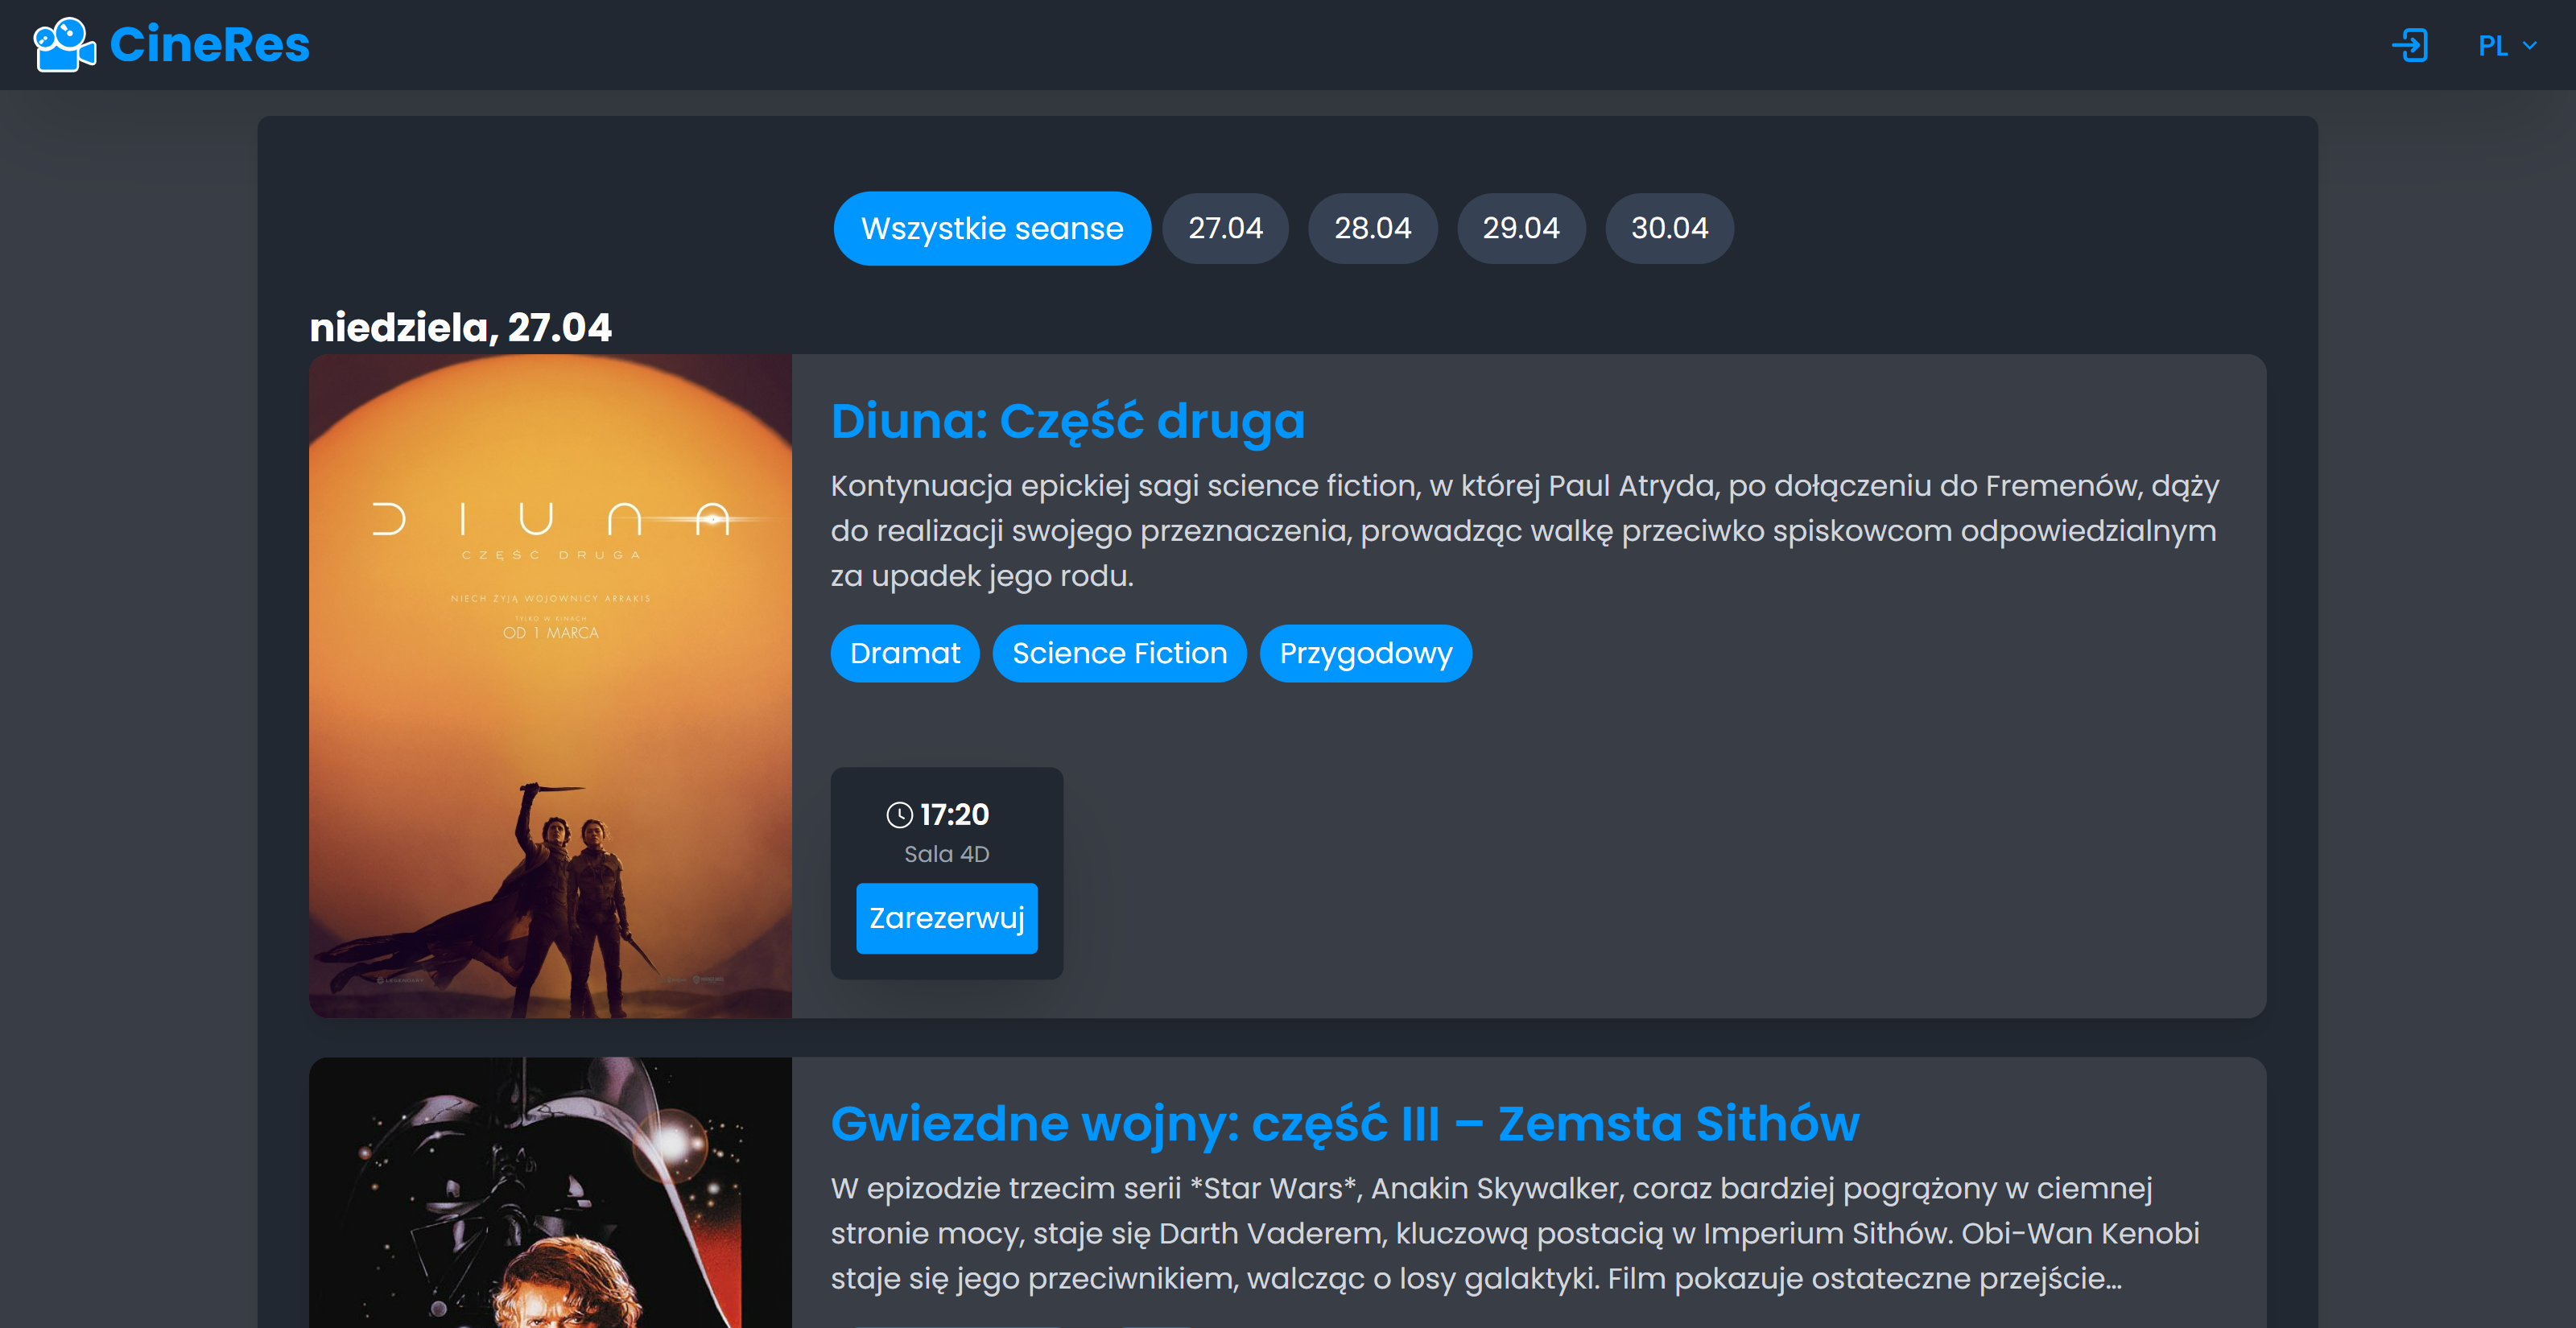 CineRes
PL
Wszystkie seanse
27.04
28.04
29.04
30.04
niedziela, 27.04
DIUNA
CZĘŚĆ DRUGA
NIECH ŻYJĄ WOJOWNICY ARRAKIS
TYLKO W KINACH
OD 1 MARCA
Diuna: Część druga
Kontynuacja epickiej sagi science fiction, w której Paul Atryda, po dołączeniu do Fremenów, dąży
do realizacji swojego przeznaczenia, prowadząc walkę przeciwko spiskowcom odpowiedzialnym
za upadek jego rodu.
Dramat
Science Fiction
Przygodowy
17:20
Sala 4D
Zarezerwuj
Gwiezdne wojny: część III – Zemsta Sithów
W epizodzie trzecim serii *Star Wars*, Anakin Skywalker, coraz bardziej pogrążony w ciemnej
stronie mocy, staje się Darth Vaderem, kluczową postacią w Imperium Sithów. Obi-Wan Kenobi
staje się jego przeciwnikiem, walcząc o losy galaktyki. Film pokazuje ostateczne przejście...